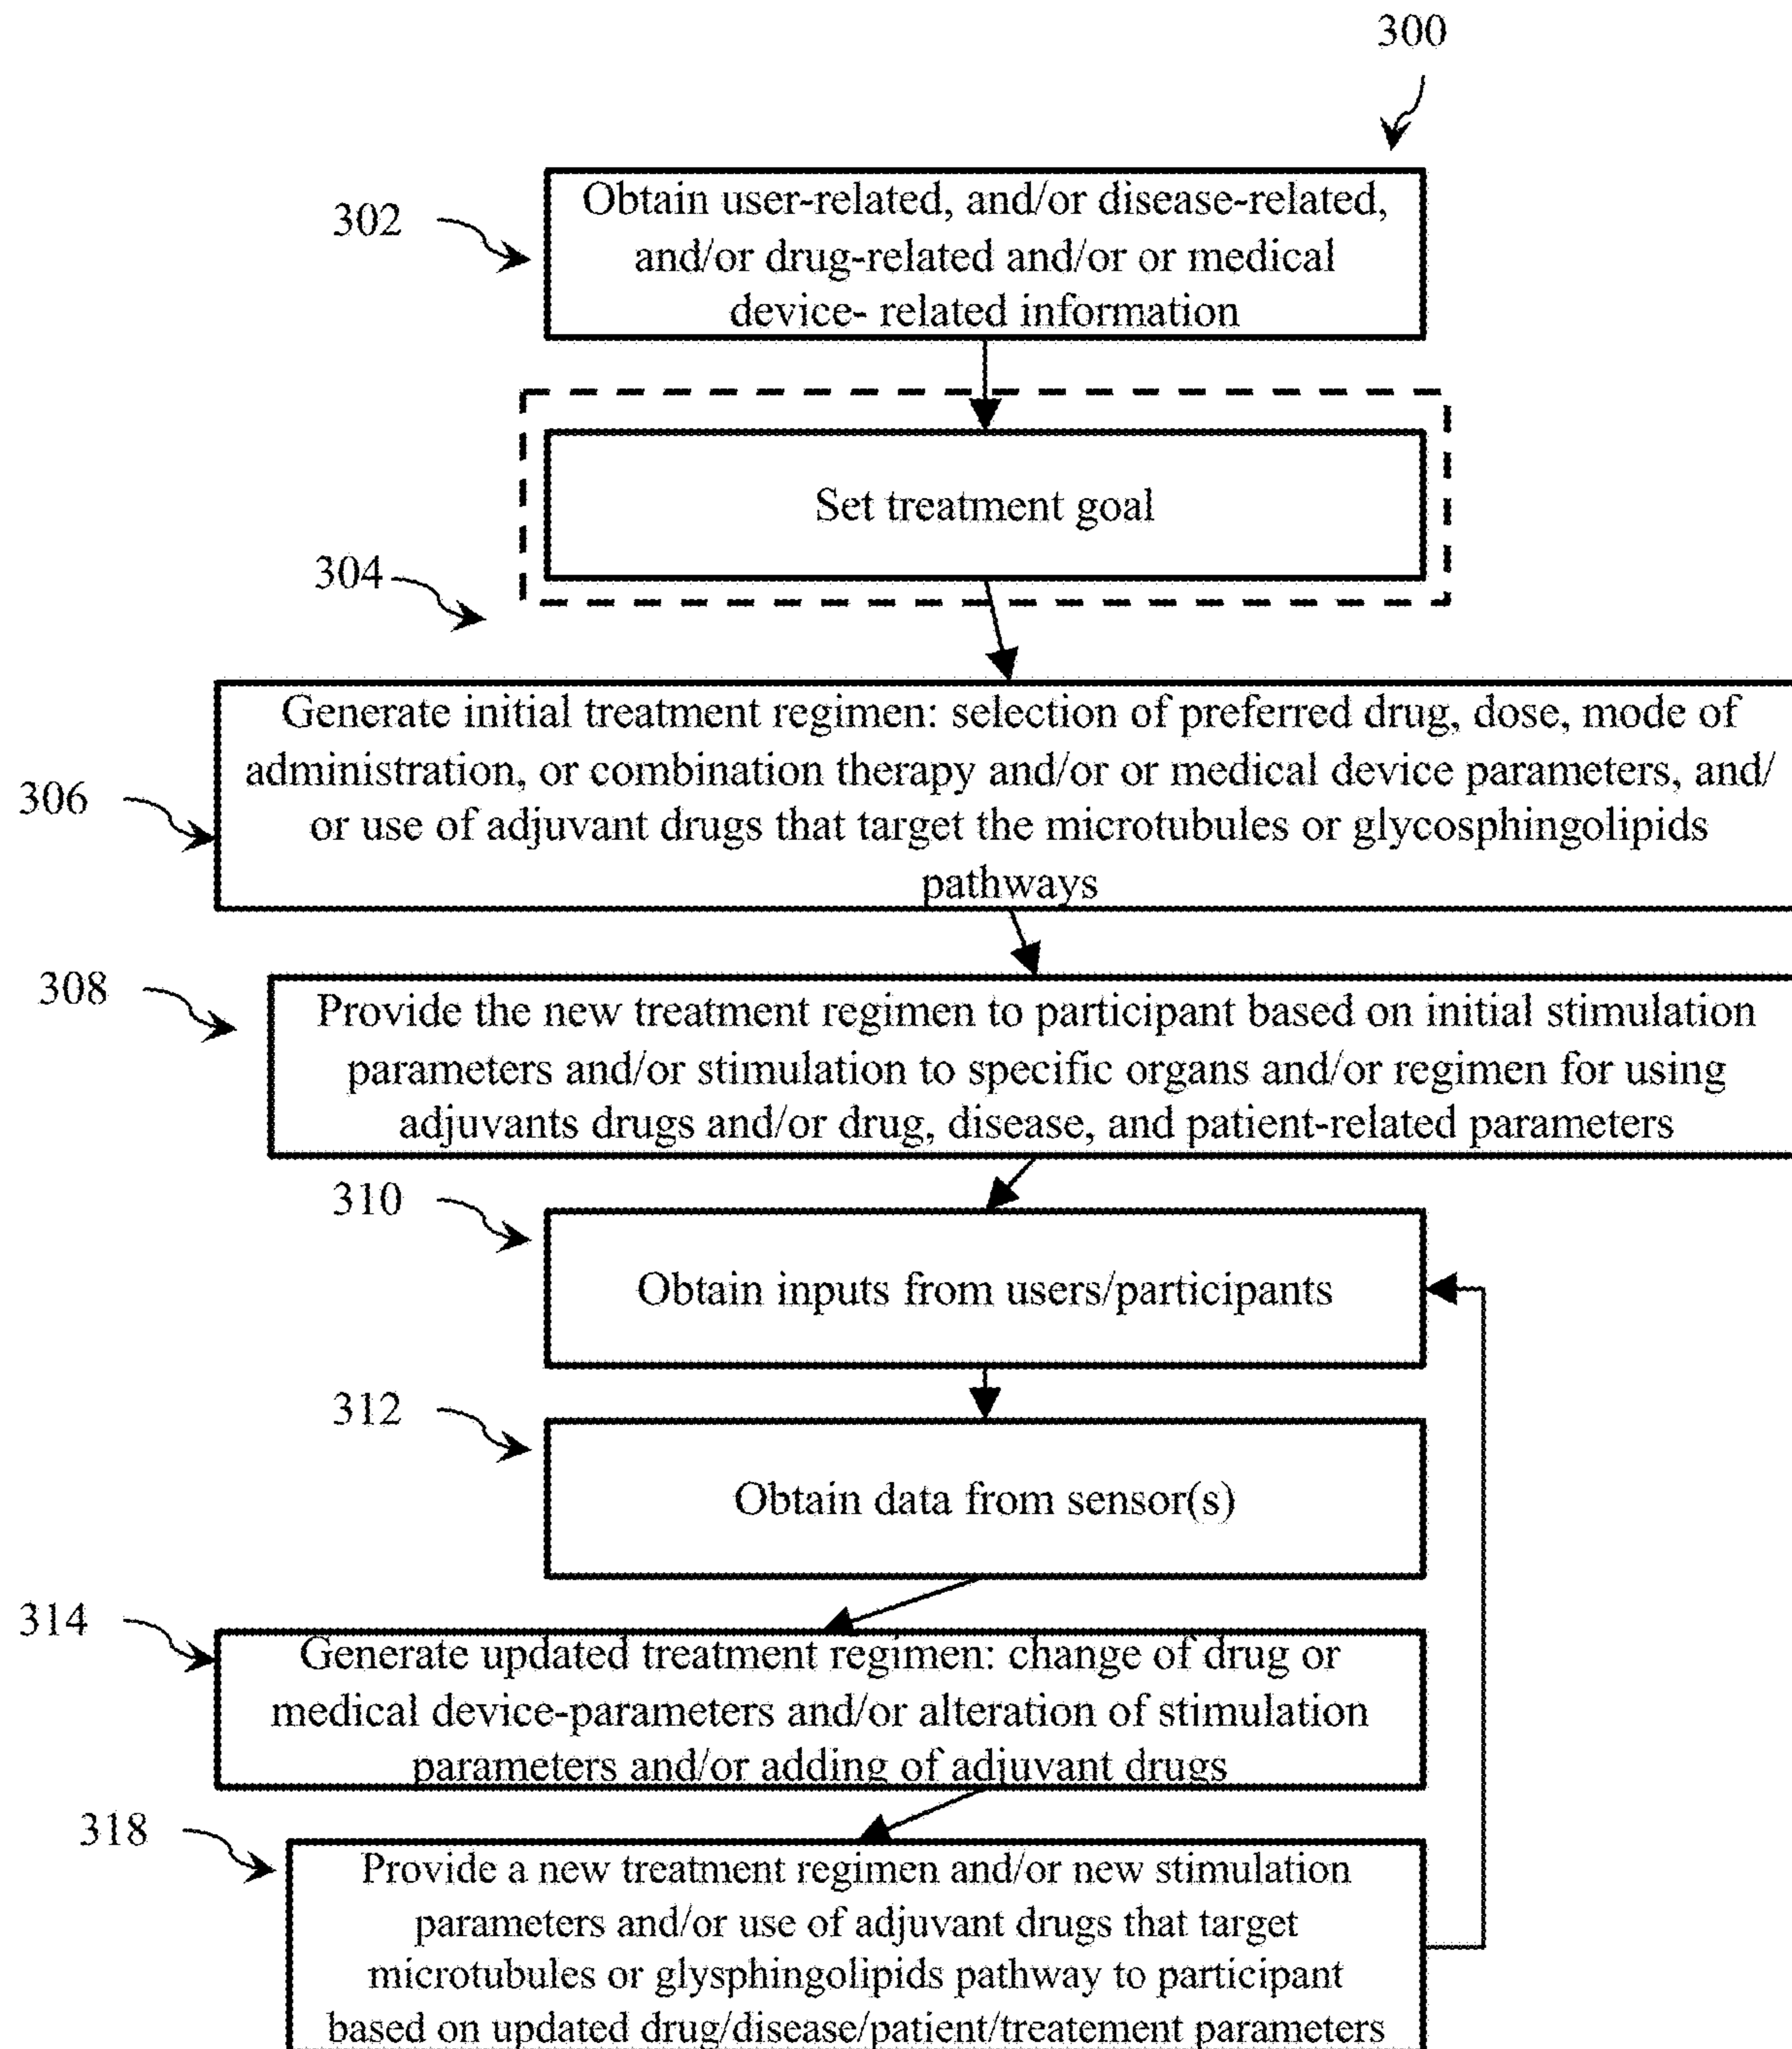 300
302
Obtain user-related, and/or disease-related,
and/or drug-related and/or or medical
device- related information
Set treatment goal
304
306
Generate initial treatment regimen: selection of preferred drug, dose, mode of
administration, or combination therapy and/or or medical device parameters, and/
or use of adjuvant drugs that target the microtubules or glycosphingolipids
pathways
308
Provide the new treatment regimen to participant based on initial stimulation
parameters and/or stimulation to specific organs and/or regimen for using
adjuvants drugs and/or drug, disease, and patient-related parameters
310
Obtain inputs from users/participants
312
Obtain data from sensor(s)
314
Generate updated treatment regimen: change of drug or
medical device-parameters and/or alteration of stimulation
parameters and/or adding of adjuvant drugs
318
Provide a new treatment regimen and/or new stimulation
parameters and/or use of adjuvant drugs that target
microtubules or glysphingolipids pathway to participant
based on updated drug/disease/patient/treatement parameters